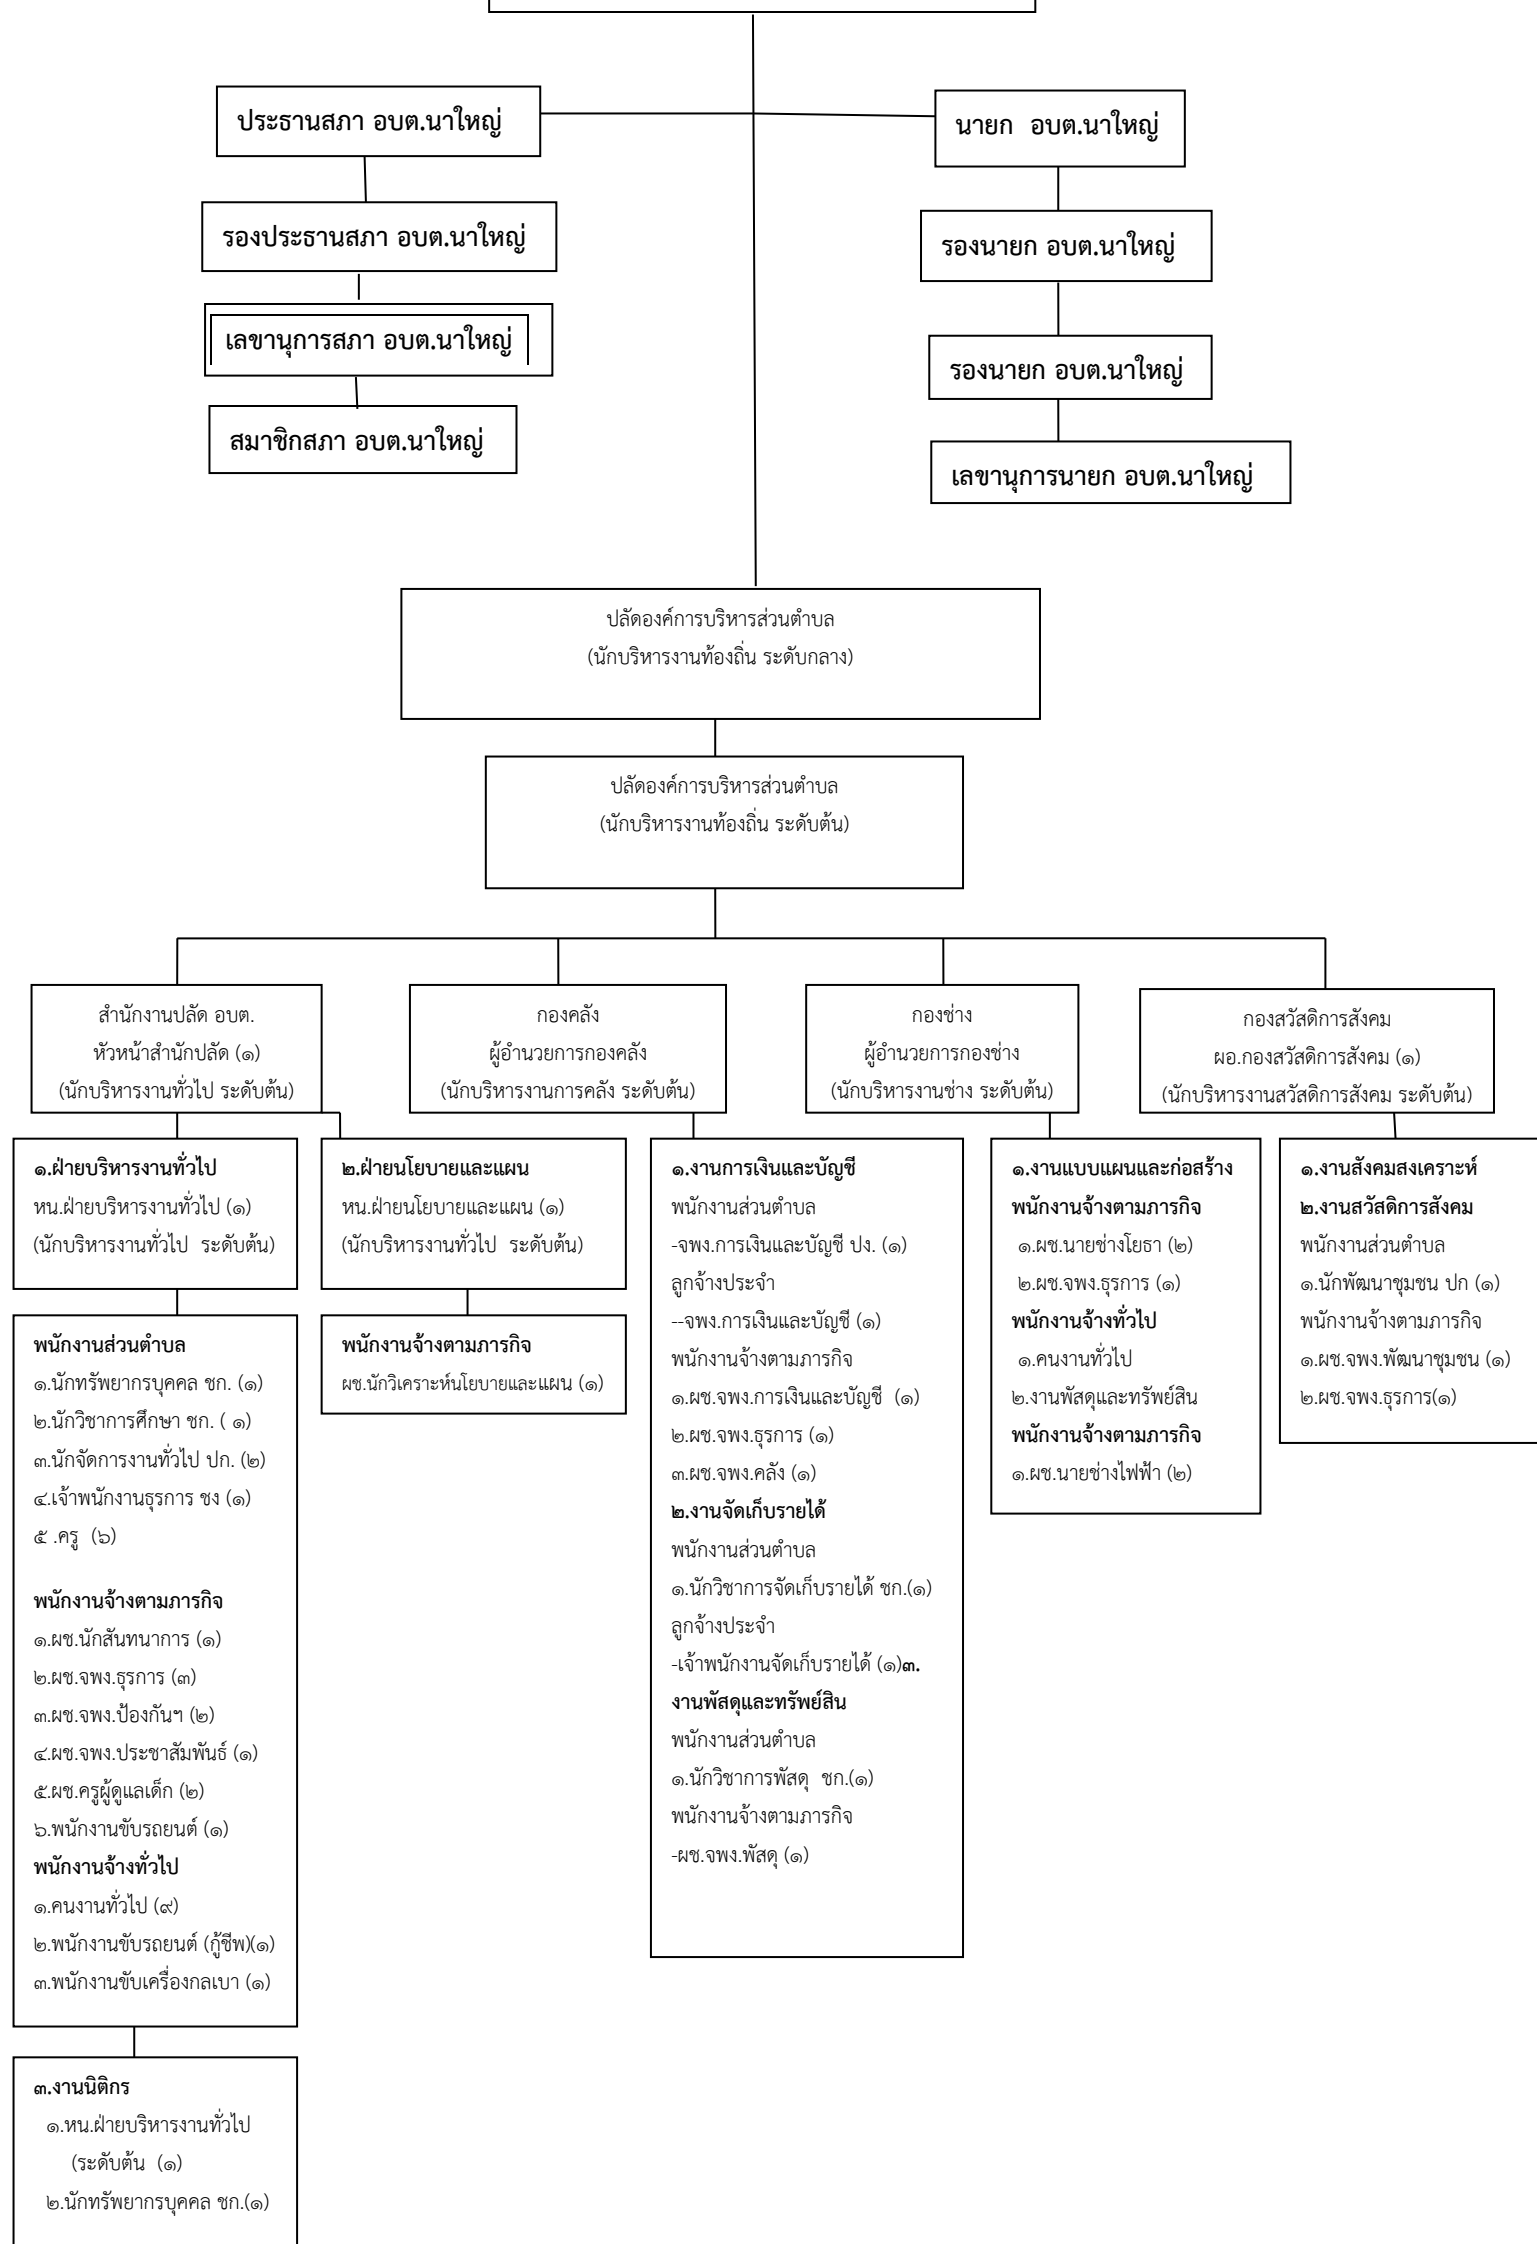 ประธานสภา อบต.นาใหญ่
รองประธานสภา อบต.นาใหญ่
เลขานุการสภา อบต.นาใหญ่
สมาชิกสภา อบต.นาใหญ่
นายก อบต.นาใหญ่
รองนายก อบต.นาใหญ่
รองนายก อบต.นาใหญ่
เลขานุการนายก อบต.นาใหญ่
ปลัดองค์การบริหารส่วนตำบล
(นักบริหารงานท้องถิ่น ระดับกลาง)
ปลัดองค์การบริหารส่วนตำบล
(นักบริหารงานท้องถิ่น ระดับต้น)
สำนักงานปลัด อบต.
หัวหน้าสำนักปลัด (๑)
(นักบริหารงานทั่วไป ระดับต้น)
กองคลัง
ผู้อำนวยการกองคลัง
(นักบริหารงานการคลัง ระดับต้น)
กองช่าง
ผู้อำนวยการกองช่าง
(นักบริหารงานช่าง ระดับต้น)
กองสวัสดิการสังคม
ผอ.กองสวัสดิการสังคม (๑)
(นักบริหารงานสวัสดิการสังคม ระดับต้น)
๑.ฝ่ายบริหารงานทั่วไป
หน.ฝ่ายบริหารงานทั่วไป (๑)
(นักบริหารงานทั่วไป ระดับต้น)
พนักงานส่วนตำบล
๑.นักทรัพยากรบุคคล ชก. (๑)
๒.นักวิชาการศึกษา ชก. ( ๑)
๓.นักจัดการงานทั่วไป ปก. (๒)
๔.เจ้าพนักงานธุรการ ชง (๑)
๕ .ครู (๖)
พนักงานจ้างตามภารกิจ
๑.ผช.นักสันทนาการ (๑)
๒.ผช.จพง.ธุรการ (๓)
๓.ผช.จพง.ป้องกันฯ (๒)
๔.ผช.จพง.ประชาสัมพันธ์ (๑)
๕.ผช.ครูผู้ดูแลเด็ก (๒)
๖.พนักงานขับรถยนต์ (๑)
พนักงานจ้างทั่วไป
๑.คนงานทั่วไป (๙)
๒.พนักงานขับรถยนต์ (กู้ชีพ)(๑)
๓.พนักงานขับเครื่องกลเบา (๑)
๓.งานนิติกร
๑.หน.ฝ่ายบริหารงานทั่วไป
(ระดับต้น (๑)
๒.นักทรัพยากรบุคคล ชก.(๑)
๒.ฝ่ายนโยบายและแผน
หน.ฝ่ายนโยบายและแผน (๑)
(นักบริหารงานทั่วไป ระดับต้น)
พนักงานจ้างตามภารกิจ
ผช.นักวิเคราะห์นโยบายและแผน (๑)
๑.งานการเงินและบัญชี
พนักงานส่วนตำบล
-จพง.การเงินและบัญชี ปง. (๑)
ลูกจ้างประจำ
--จพง.การเงินและบัญชี (๑)
พนักงานจ้างตามภารกิจ
๑.ผช.จพง.การเงินและบัญชี (๑)
๒.ผช.จพง.ธุรการ (๑)
๓.ผช.จพง.คลัง (๑)
๒.งานจัดเก็บรายได้
พนักงานส่วนตำบล
๑.นักวิชาการจัดเก็บรายได้ ชก.(๑)
ลูกจ้างประจำ
-เจ้าพนักงานจัดเก็บรายได้ (๑)๓.
งานพัสดุและทรัพย์สิน
พนักงานส่วนตำบล
๑.นักวิชาการพัสดุ ชก.(๑)
พนักงานจ้างตามภารกิจ
-ผช.จพง.พัสดุ (๑)
๑.งานแบบแผนและก่อสร้าง
พนักงานจ้างตามภารกิจ
๑.ผช.นายช่างโยธา (๒)
๒.ผช.จพง.ธุรการ (๑)
พนักงานจ้างทั่วไป
๑.คนงานทั่วไป
๒.งานพัสดุและทรัพย์สิน
พนักงานจ้างตามภารกิจ
๑.ผช.นายช่างไฟฟ้า (๒)
๑.งานสังคมสงเคราะห์
๒.งานสวัสดิการสังคม
พนักงานส่วนตำบล
๑.นักพัฒนาชุมชน ปก (๑)
พนักงานจ้างตามภารกิจ
๑.ผช.จพง.พัฒนาชุมชน (๑)
๒.ผช.จพง.ธุรการ(๑)